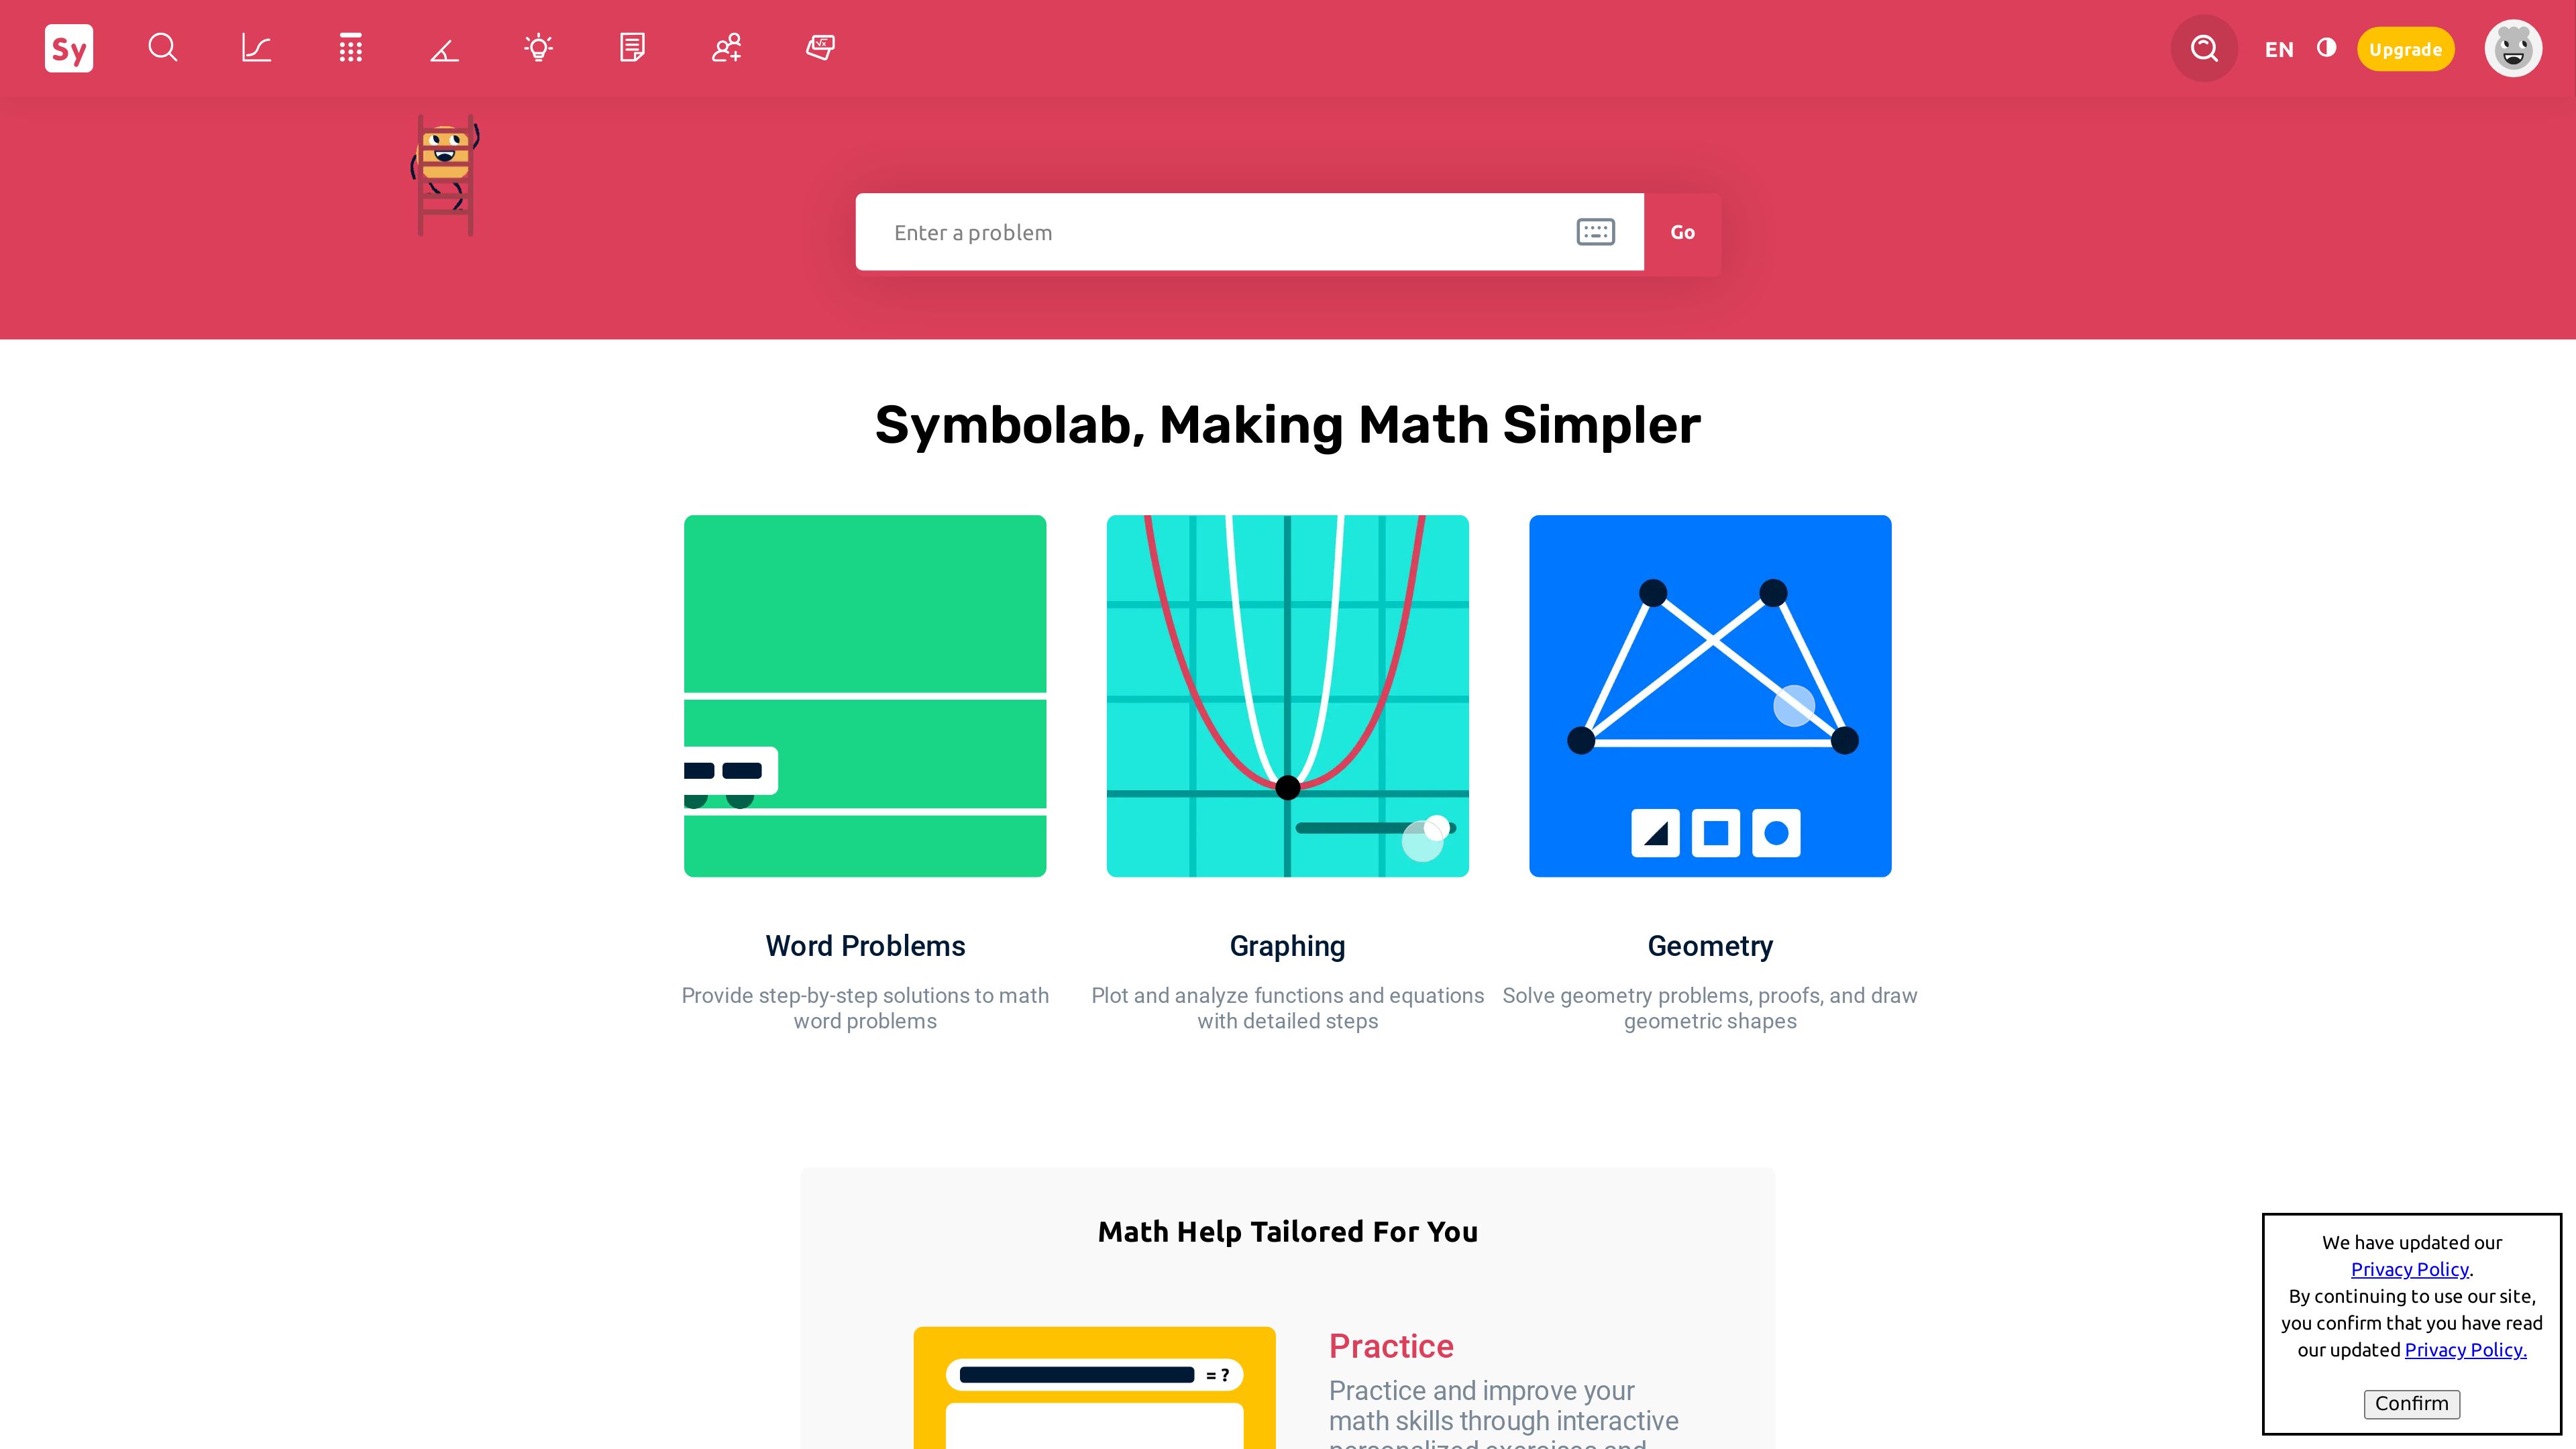 Sy
EN
Upgrade
Enter a problem
Go
Symbolab, Making Math Simpler
Word Problems
Provide step-by-step solutions to math
word problems
Graphing
Plot and analyze functions and equations
with detailed steps
Geometry
Solve geometry problems, proofs, and draw
geometric shapes
Math Help Tailored For You
= ?
Practice
Practice and improve your
math skills through interactive
personalized exercises and
We have updated our
Privacy Policy.
By continuing to use our site,
you confirm that you have read
our updated Privacy Policy.
Confirm